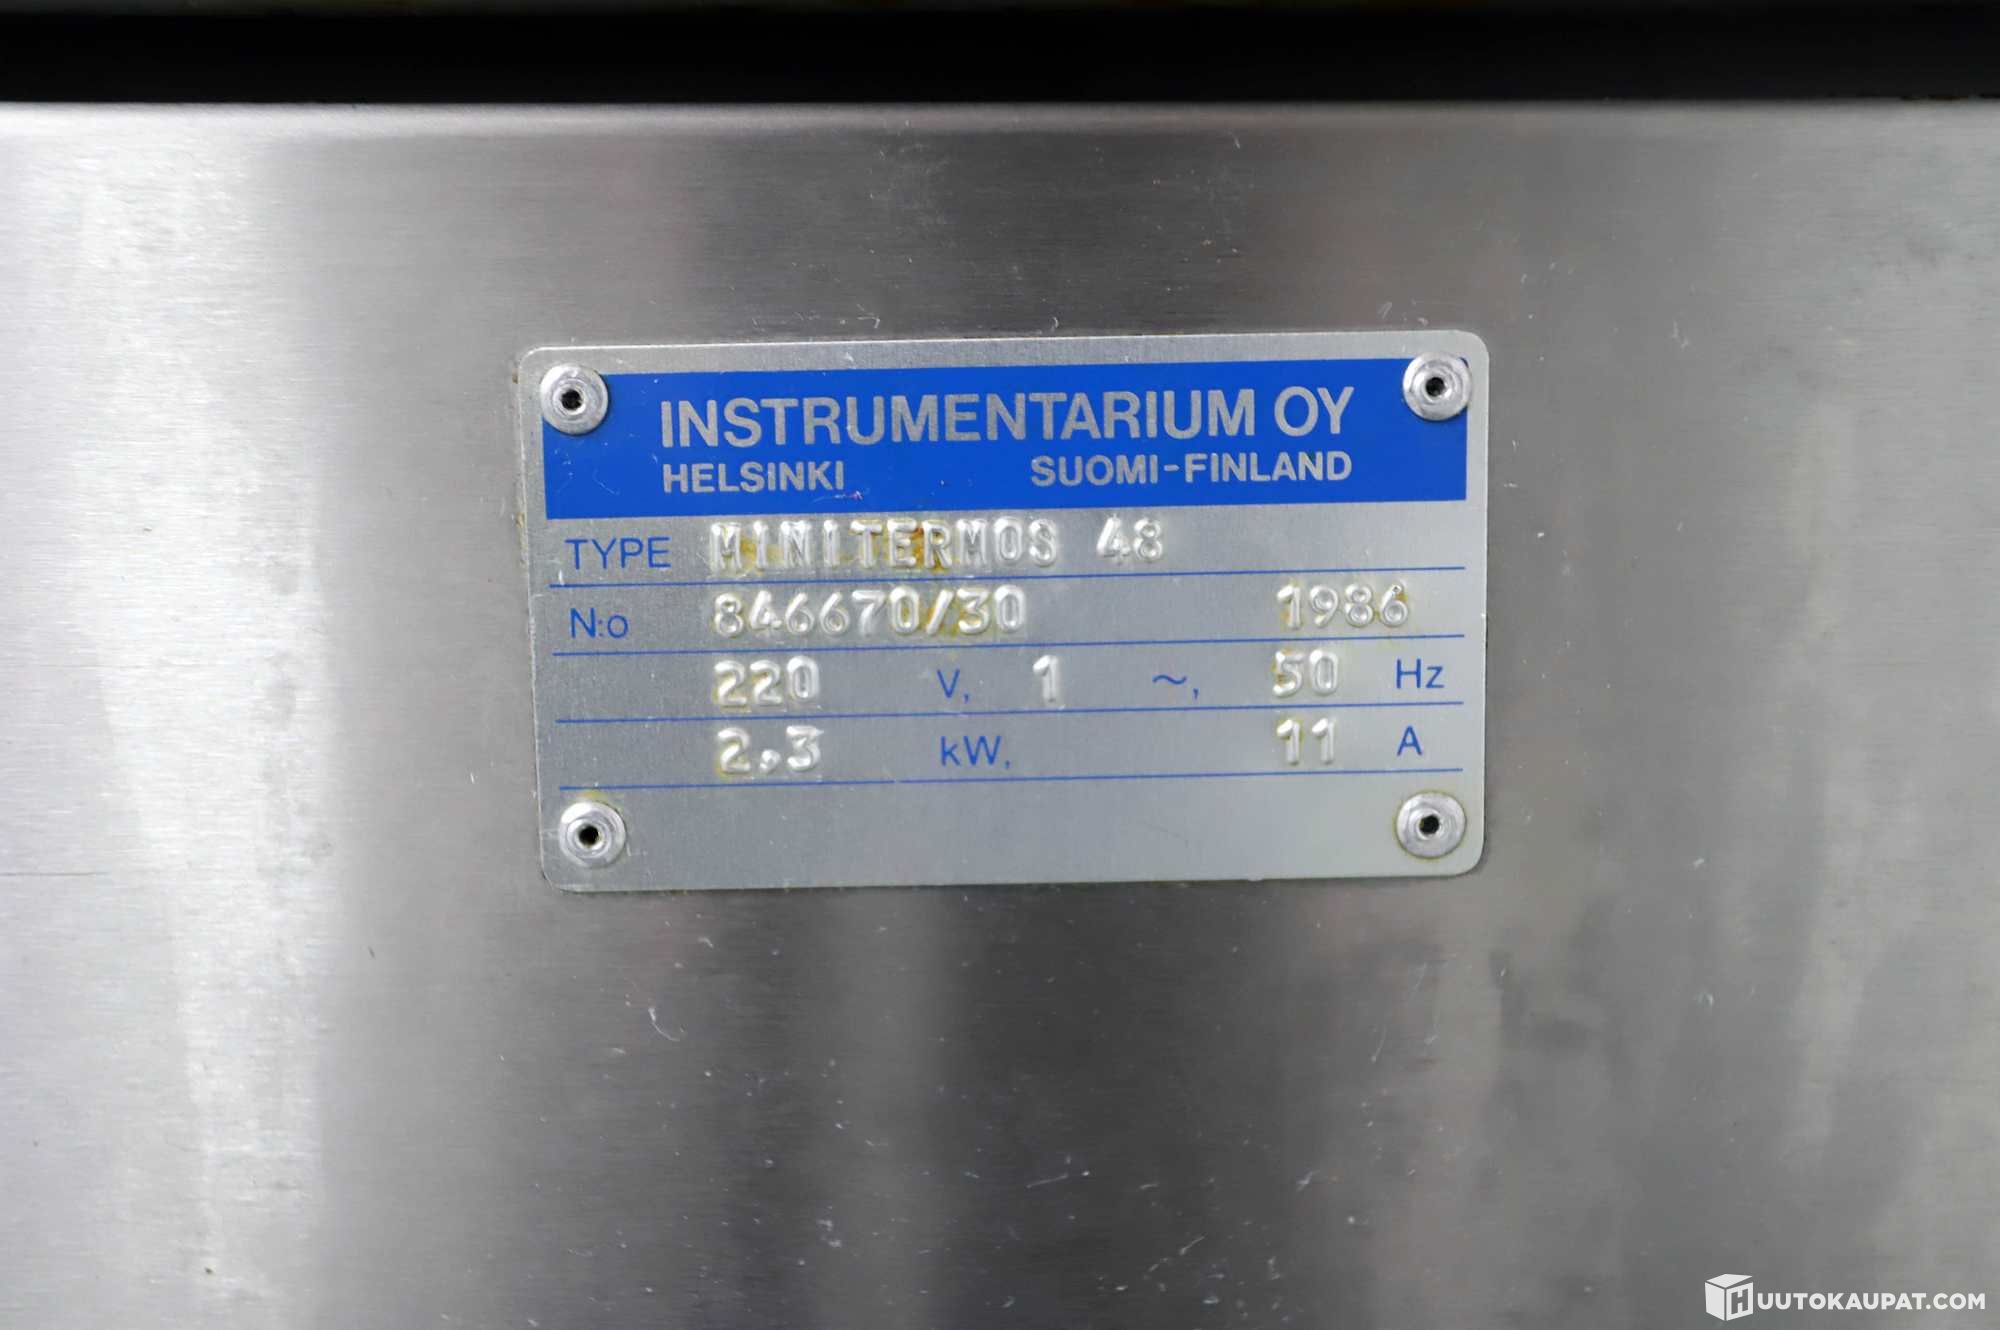 INSTRUMENTARIUM OY
HELSINKI SUOMI-FINLAND
TYPE MINITERMOS 48
N:o 846670/30 1986
220 V, 1 ~, 50 Hz
2,3 kW, 11 A
HUUTOKAUPAT.COM